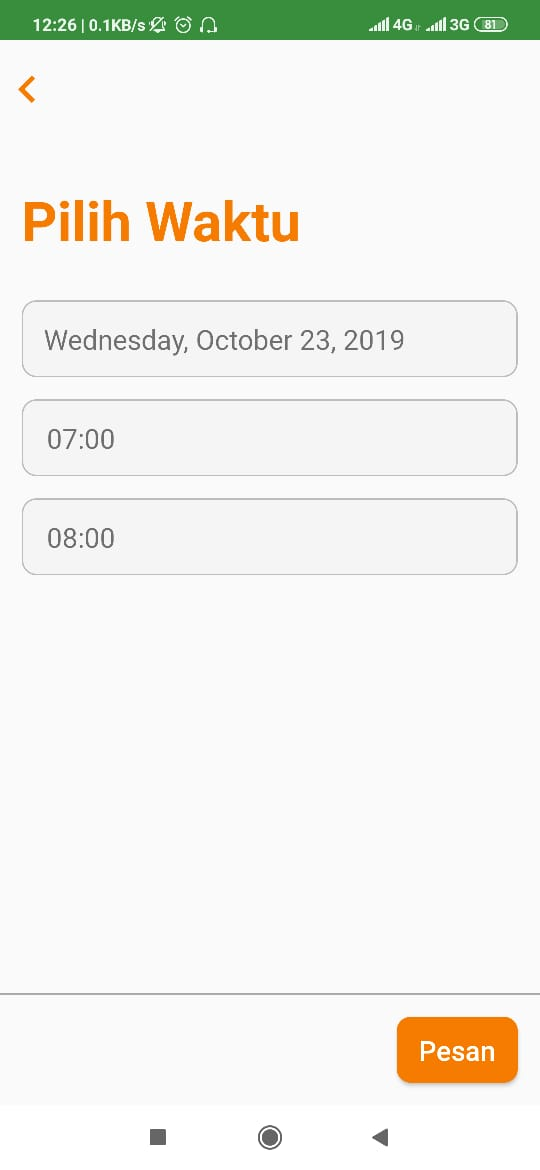 12:26 | 0.1KB/s 4G 3G 81
Pilih Waktu
Wednesday, October 23, 2019
07:00
08:00
Pesan